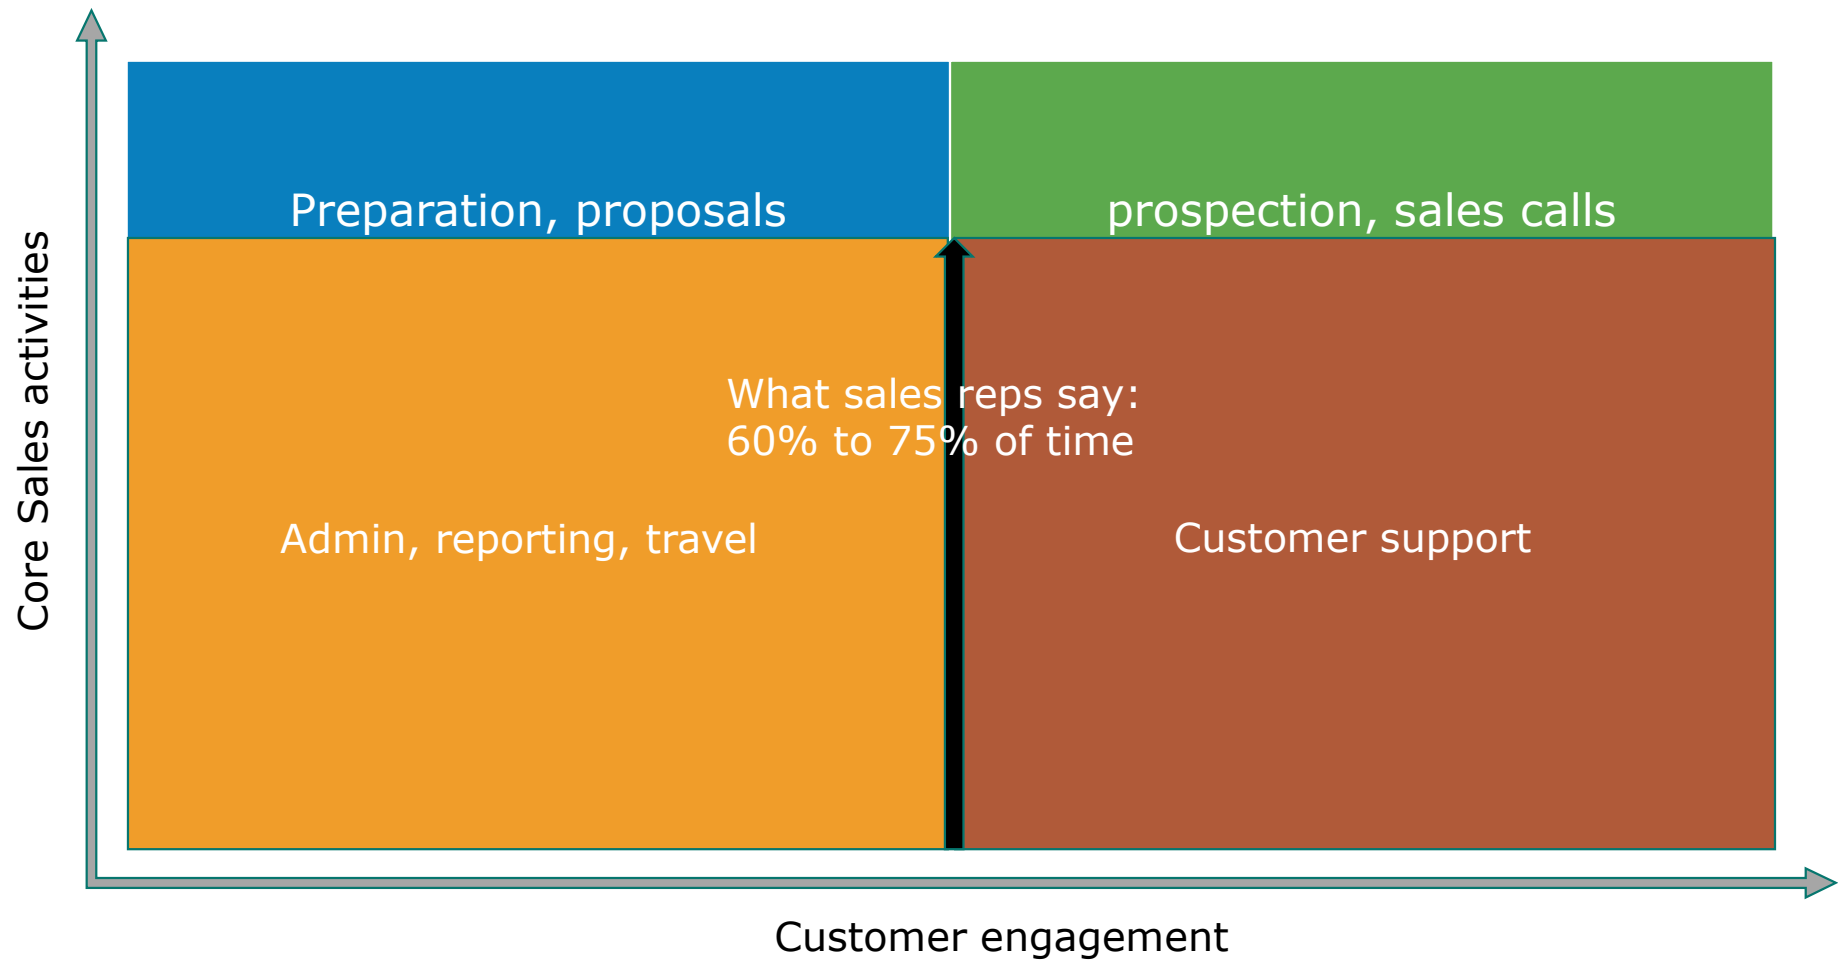 Preparation, proposals
prospection, sales calls
Core Sales activities
What sales reps say:
60% to 75% of time
Admin, reporting, travel
Customer support
Customer engagement